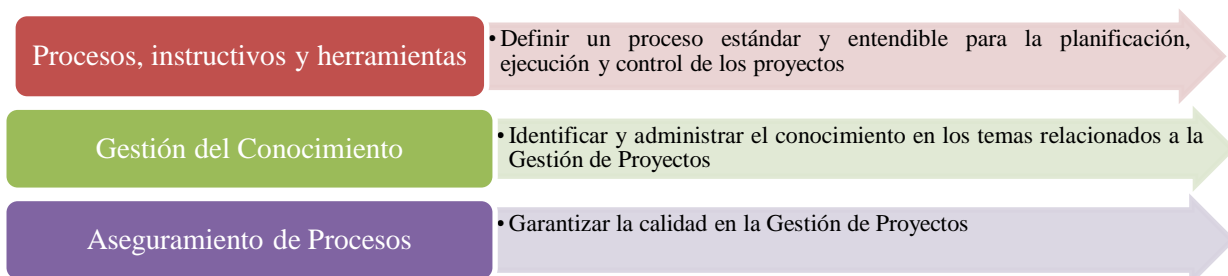 Procesos, instructivos y herramientas
• Definir un proceso estándar y entendible para la planificación,
ejecución y control de los proyectos
Gestión del Conocimiento
• Identificar y administrar el conocimiento en los temas relacionados a la
Gestión de Proyectos
Aseguramiento de Procesos
• Garantizar la calidad en la Gestión de Proyectos